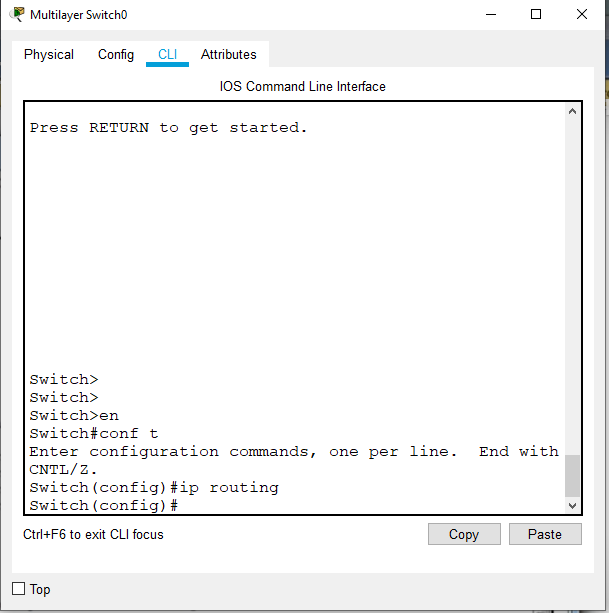 Multilayer Switch0
Physical Config CLI Attributes
IOS Command Line Interface
Press RETURN to get started.
Switch>
Switch>
Switch>en
Switch#conf t
Enter configuration commands, one per line.  End with
CNTL/Z.
Switch(config)#ip routing
Switch(config)#
Ctrl+F6 to exit CLI focus
Copy Paste
Top